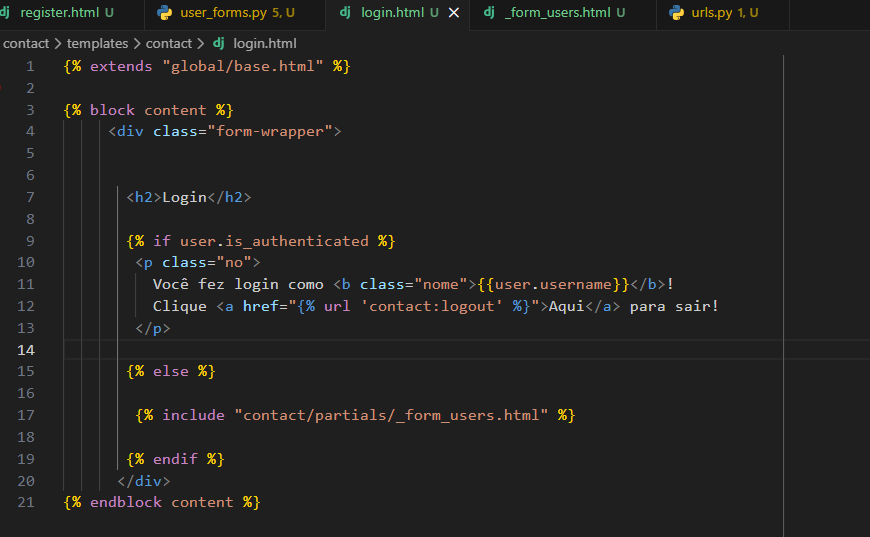 register.html U user_forms.py 5, U login.html U _form_users.html U urls.py 1, U
contact > templates > contact > login.html
1 {% extends "global/base.html" %}
2
3 {% block content %}
4 <div class="form-wrapper">
5
6
7 <h2>Login</h2>
8
9 {% if user.is_authenticated %}
10 <p class="no">
11 Você fez login como <b class="nome">{{user.username}}</b>!
12 Clique <a href="{% url 'contact:logout' %}">Aqui</a> para sair!
13 </p>
14
15 {% else %}
16
17 {% include "contact/partials/_form_users.html" %}
18
19 {% endif %}
20 </div>
21 {% endblock content %}